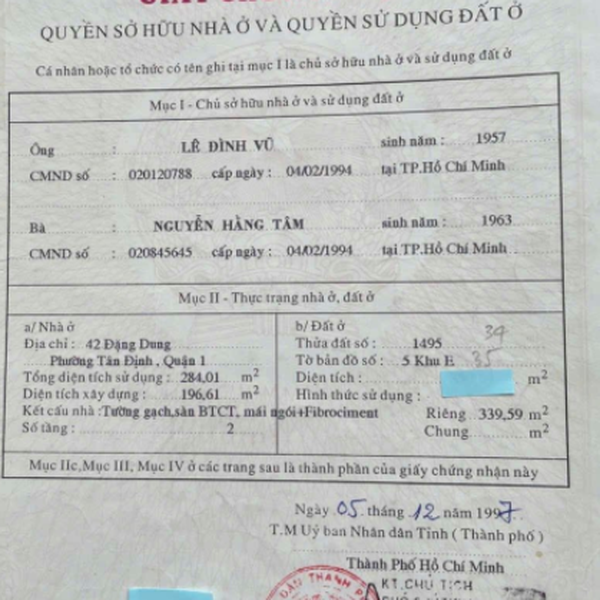 QUYỀN SỞ HỮU NHÀ Ở VÀ QUYỀN SỬ DỤNG ĐẤT Ở
Cá nhân hoặc tổ chức có tên ghi tại mục I là chủ sở hữu nhà ở và sử dụng đất ở
Mục I - Chủ sở hữu nhà ở và sử dụng đất ở
Ông : LÊ ĐÌNH VŨ sinh năm : 1957
CMND số : 020120788 cấp ngày : 04/02/1994 tại TP.Hồ Chí Minh
Bà : NGUYỄN HẰNG TÂM sinh năm : 1963
CMND số : 020845645 cấp ngày : 04/02/1994 tại TP.Hồ Chí Minh
Mục II - Thực trạng nhà ở, đất ở
a/ Nhà ở
Địa chỉ : 42 Đặng Dung
Phường Tân Định , Quận 1
Tổng diện tích sử dụng : 284,01 m2
Diện tích xây dựng : 196,61 m2
Kết cấu nhà :Tường gạch,sàn BTCT, mái ngói+Fibrociment
Số tầng : 2
b/ Đất ở
Thửa đất số : 1495 34
Tờ bản đồ số : 5 Khu E 35
Diện tích : m2
Hình thức sử dụng :
Riêng 339,59 m2
Chung m2
Mục IIc,Mục III, Mục IV ở các trang sau là thành phần của giấy chứng nhận này
Ngày 05 tháng 12 năm 1997
T.M Uỷ ban Nhân dân Tỉnh ( Thành phố )
Thành Phố Hồ Chí Minh
KT.CHỦ TỊCH
DÂN THÀNH P